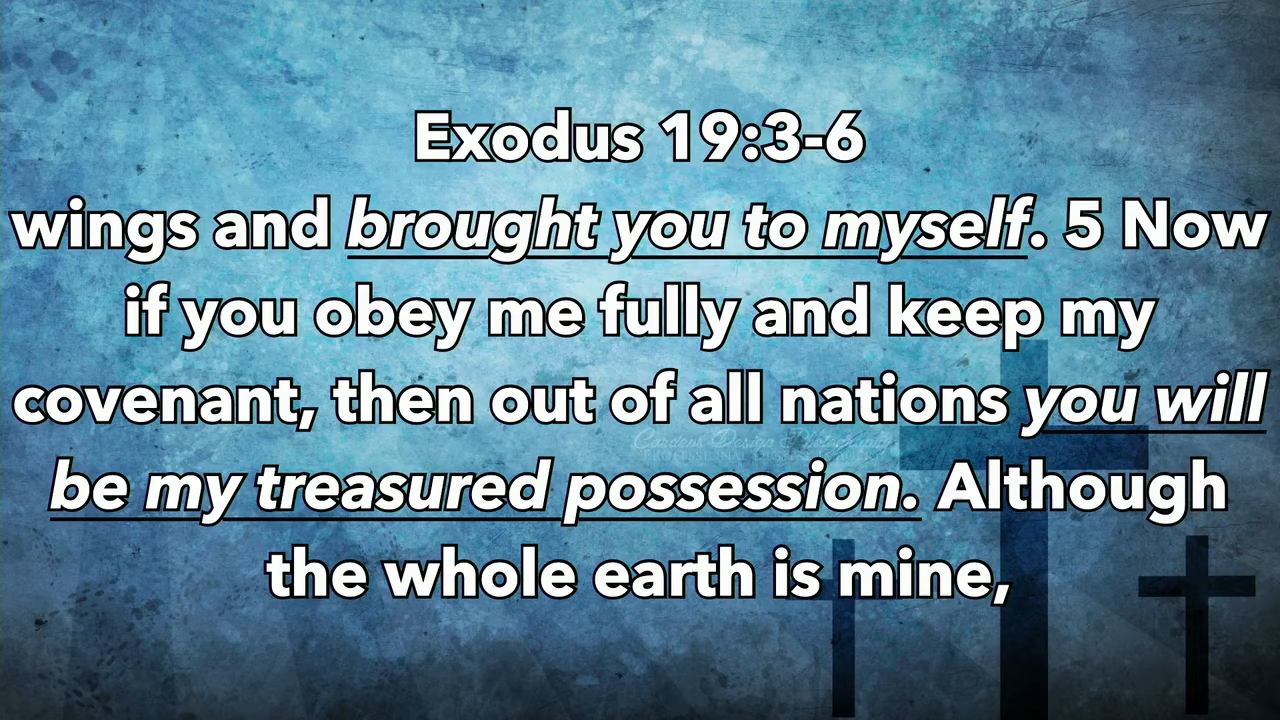 Exodus 19:3-6
wings and brought you to myself. 5 Now
if you obey me fully and keep my
covenant, then out of all nations you will
be my treasured possession. Although
the whole earth is mine,